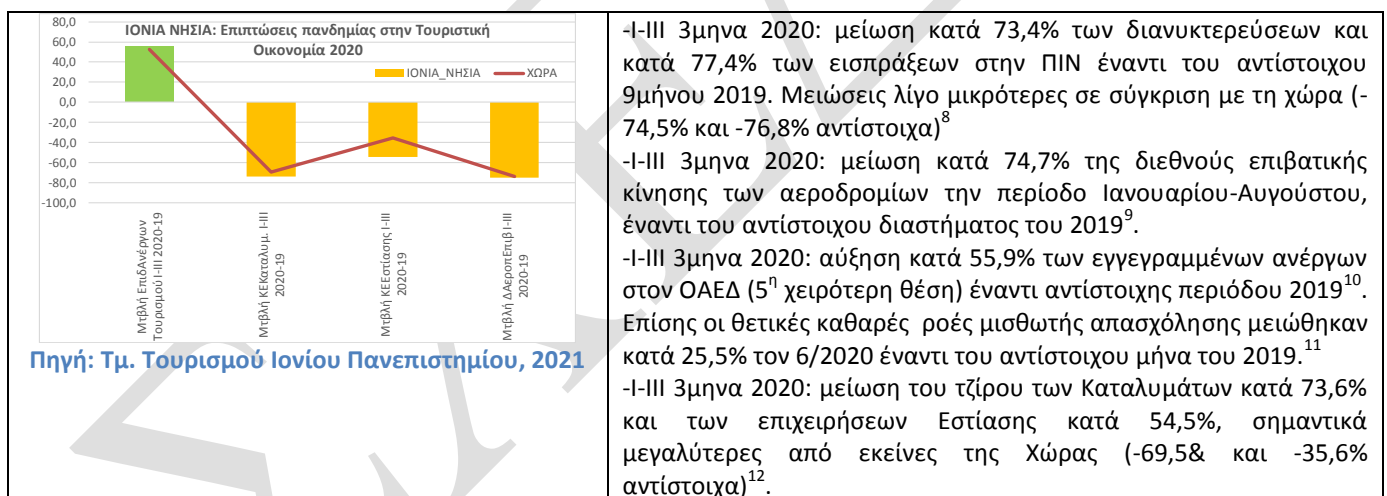 80,0
60,0
40,0
20,0
0,0
-20,0
-40,0
-60,0
-80,0
-100,0
ΙΟΝΙΑ ΝΗΣΙΑ: Επιπτώσεις πανδημίας στην Τουριστική
Οικονομία 2020
ΙΟΝΙΑ_ΝΗΣΙΑ
ΧΩΡΑ
Μτβλή ΕπιδΑνέργων
Τουρισμού Ι-ΙΙΙ 2020-19
Μτβλή ΚΕΚαταλυμ. Ι-ΙΙΙ
2020-19
Μτβλή ΚΕΕστίασης Ι-ΙΙΙ
2020-19
Μτβλή ΔΑεροπΕπιβ Ι-ΙΙΙ
2020-19
Πηγή: Τμ. Τουρισμού Ιονίου Πανεπιστημίου, 2021
-Ι-ΙΙΙ 3μηνα 2020: μείωση κατά 73,4% των διανυκτερεύσεων και
κατά 77,4% των εισπράξεων στην ΠΙΝ έναντι του αντίστοιχου
9μήνου 2019. Μειώσεις λίγο μικρότερες σε σύγκριση με τη χώρα (-
74,5% και -76,8% αντίστοιχα)8
-Ι-ΙΙΙ 3μηνα 2020: μείωση κατά 74,7% της διεθνούς επιβατικής
κίνησης των αεροδρομίων την περίοδο Ιανουαρίου-Αυγούστου,
έναντι του αντίστοιχου διαστήματος του 20199.
-Ι-ΙΙΙ 3μηνα 2020: αύξηση κατά 55,9% των εγγεγραμμένων ανέργων
στον ΟΑΕΔ (5η χειρότερη θέση) έναντι αντίστοιχης περιόδου 201910.
Επίσης οι θετικές καθαρές ροές μισθωτής απασχόλησης μειώθηκαν
κατά 25,5% τον 6/2020 έναντι του αντίστοιχου μήνα του 2019.11
-Ι-ΙΙΙ 3μηνα 2020: μείωση του τζίρου των Καταλυμάτων κατά 73,6%
και των επιχειρήσεων Εστίασης κατά 54,5%, σημαντικά
μεγαλύτερες από εκείνες της Χώρας (-69,5& και -35,6%
αντίστοιχα)12.